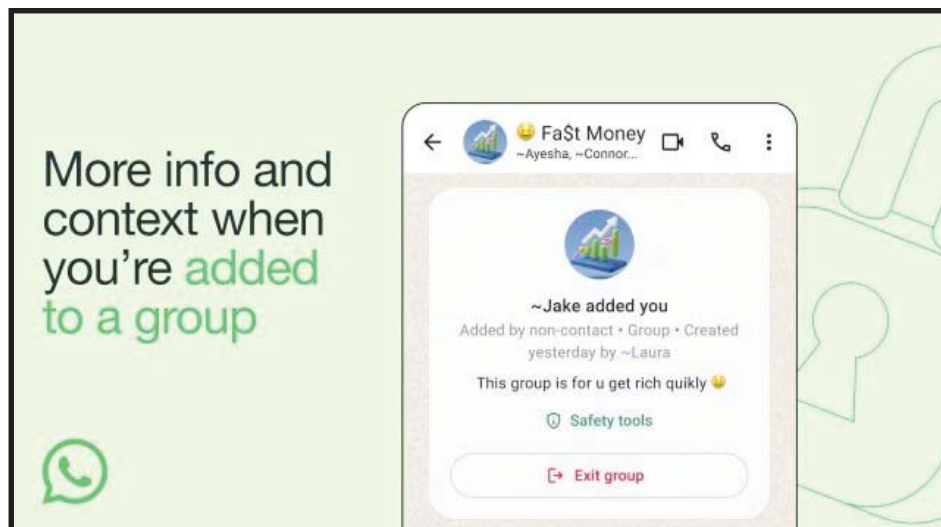 More info and
context when
you're added
to a group
🤑 Fa$t Money
~Ayesha, ~Connor...
~Jake added you
Added by non-contact • Group • Created
yesterday by ~Laura
This group is for u get rich quikly 🤑
Safety tools
Exit group